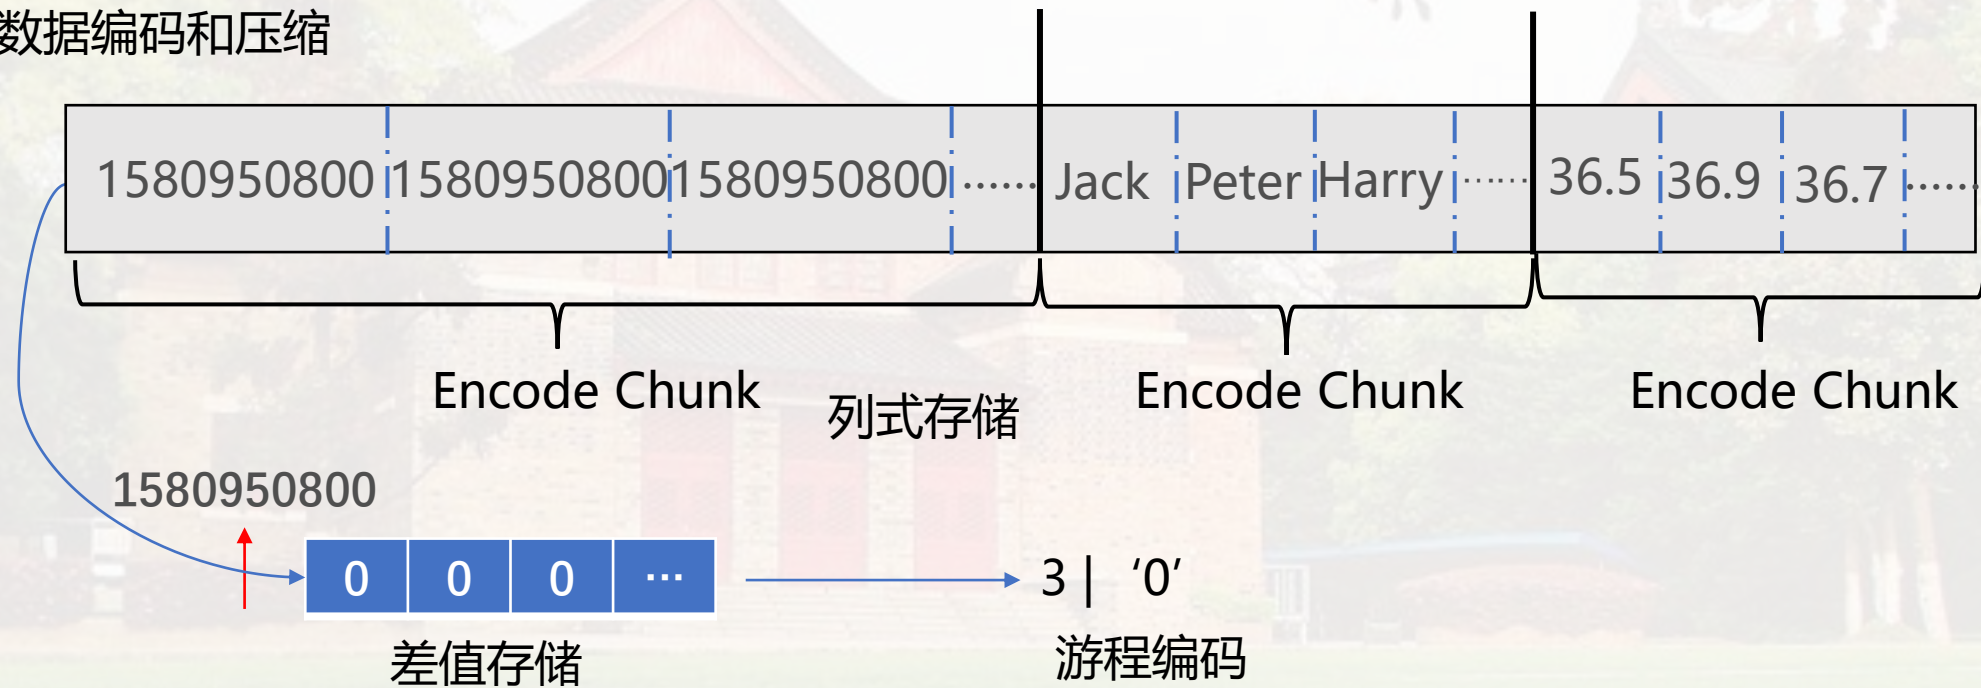 数据编码和压缩
1580950800 1580950800 1580950800 …… Jack Peter Harry …… 36.5 36.9 36.7 ……
Encode Chunk Encode Chunk Encode Chunk
列式存储
1580950800
0 0 0 … 3 | ‘0’
差值存储 游程编码